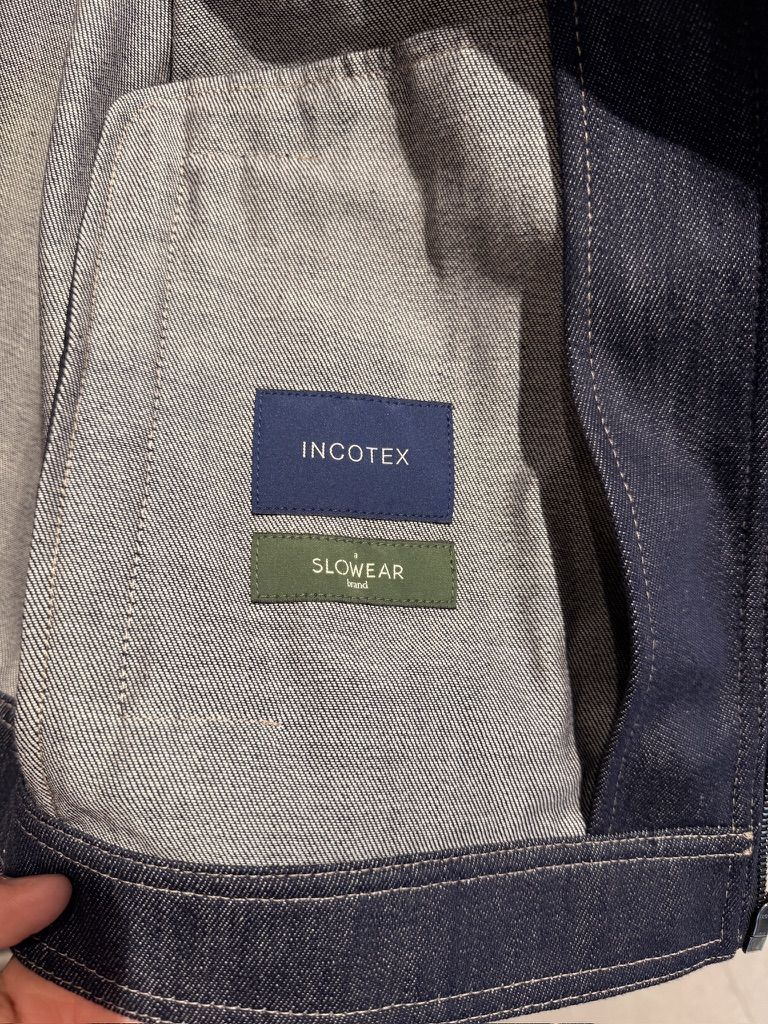 INCOTEX
a
SLOWEAR
brand